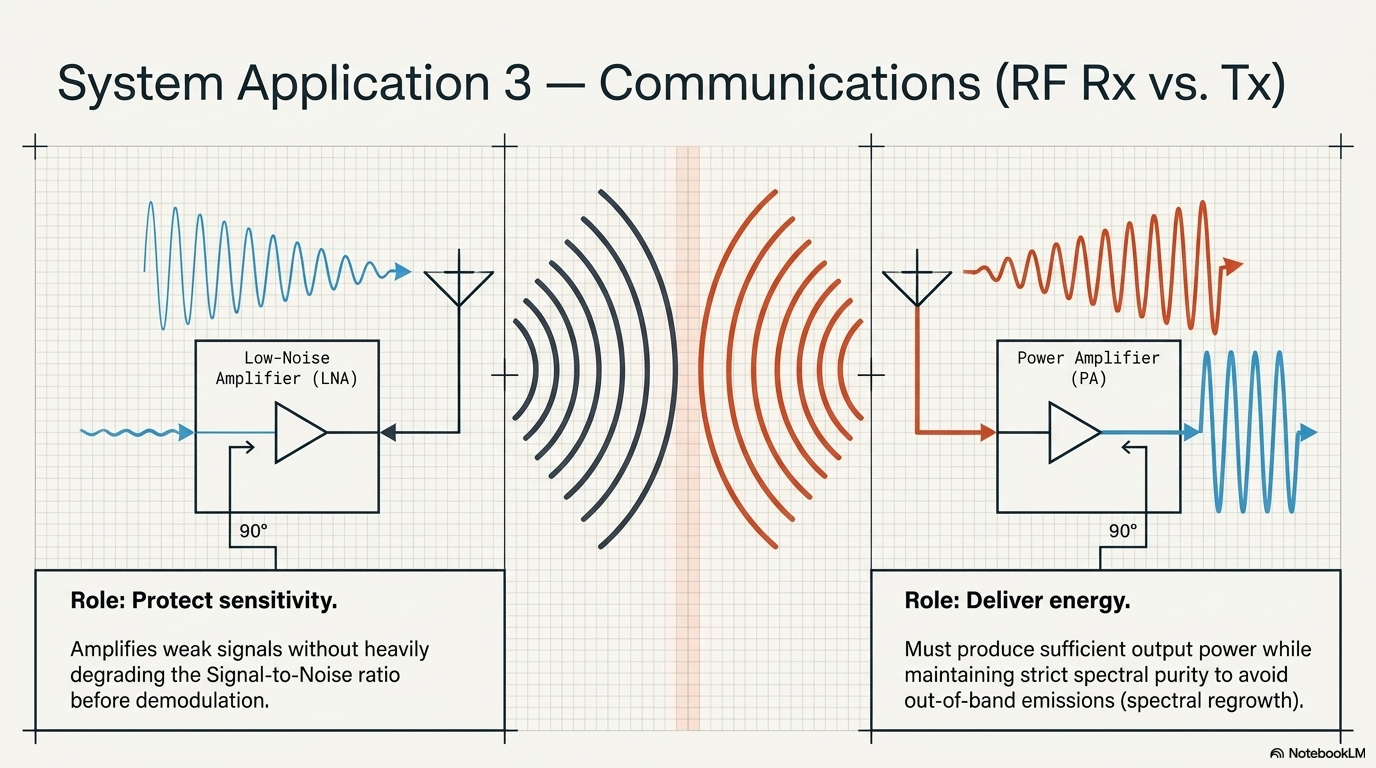 System Application 3 — Communications (RF Rx vs. Tx)
Low-Noise
Amplifier (LNA)
90°
Role: Protect sensitivity.
Amplifies weak signals without heavily
degrading the Signal-to-Noise ratio
before demodulation.
Power Amplifier
(PA)
90°
Role: Deliver energy.
Must produce sufficient output power while
maintaining strict spectral purity to avoid
out-of-band emissions (spectral regrowth).
NotebookLM